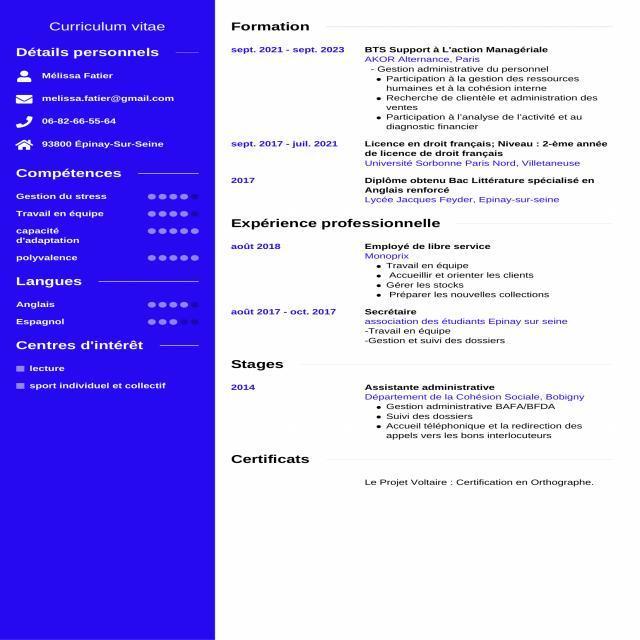 Curriculum vitae
Détails personnels
Mélissa Fatier
melissa.fatier@gmail.com
06-82-66-55-64
93800 Épinay-Sur-Seine
Compétences
Gestion du stress
Travail en équipe
capacité
d'adaptation
polyvalence
Langues
Anglais
Espagnol
Centres d'intérêt
lecture
sport individuel et collectif
Formation
sept. 2021 - sept. 2023
BTS Support à L'action Managériale
AKOR Alternance, Paris
- Gestion administrative du personnel
Participation à la gestion des ressources
humaines et à la cohésion interne
Recherche de clientèle et administration des
ventes
Participation à l'analyse de l'activité et au
diagnostic financier
sept. 2017 - juil. 2021
Licence en droit français; Niveau : 2-ème année
de licence de droit français
Université Sorbonne Paris Nord, Villetaneuse
2017
Diplôme obtenu Bac Littérature spécialisé en
Anglais renforcé
Lycée Jacques Feyder, Epinay-sur-seine
Expérience professionnelle
août 2018
Employé de libre service
Monoprix
Travail en équipe
Accueillir et orienter les clients
Gérer les stocks
Préparer les nouvelles collections
août 2017 - oct. 2017
Secrétaire
association des étudiants Epinay sur seine
-Travail en équipe
-Gestion et suivi des dossiers
Stages
2014
Assistante administrative
Département de la Cohésion Sociale, Bobigny
Gestion administrative BAFA/BFDA
Suivi des dossiers
Accueil téléphonique et la redirection des
appels vers les bons interlocuteurs
Certificats
Le Projet Voltaire : Certification en Orthographe.